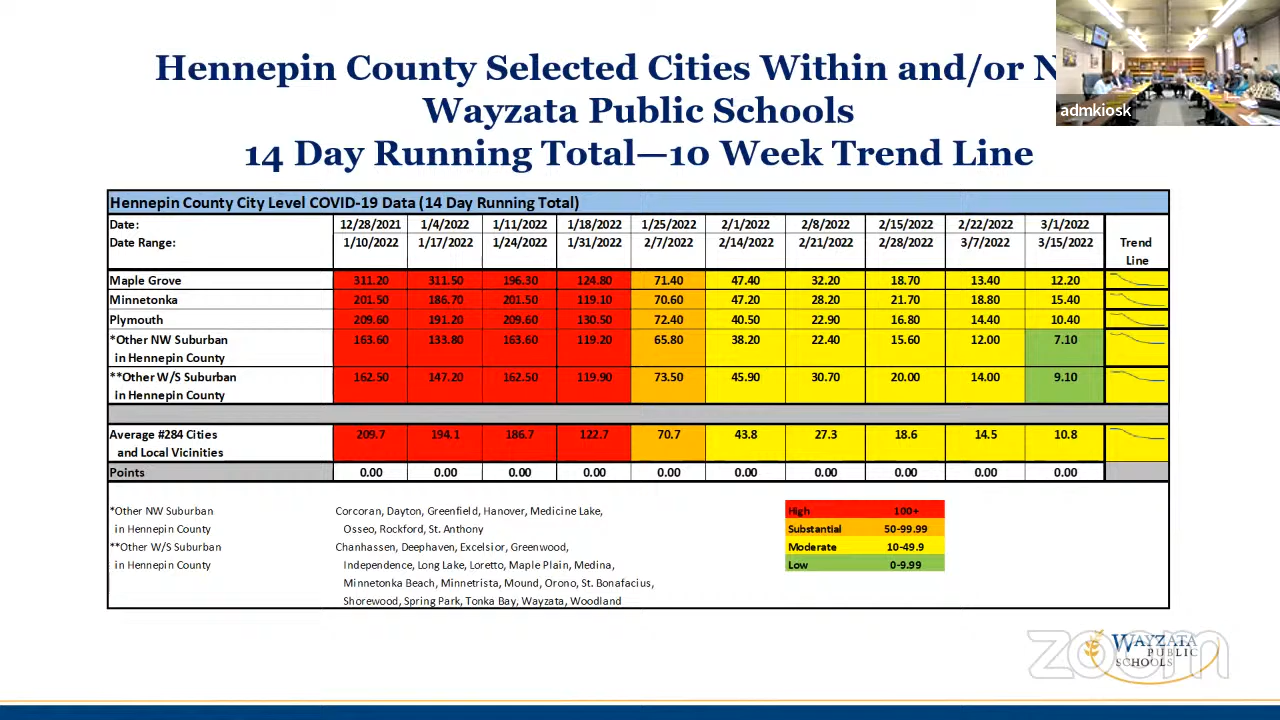 Hennepin County Selected Cities Within and/or
Wayzata Public Schools
14 Day Running Total—10 Week Trend Line
admkiosk
Hennepin County City Level COVID-19 Data (14 Day Running Total)
Date: 12/28/2021 1/4/2022 1/11/2022 1/18/2022 1/25/2022 2/1/2022 2/8/2022 2/15/2022 2/22/2022 3/1/2022
Date Range: 1/10/2022 1/17/2022 1/24/2022 1/31/2022 2/7/2022 2/14/2022 2/21/2022 2/28/2022 3/7/2022 3/15/2022 Trend
Line
Maple Grove 311.20 311.50 196.30 124.80 71.40 47.40 32.20 18.70 13.40 12.20
Minnetonka 201.50 186.70 201.50 119.10 70.60 47.20 28.20 21.70 18.80 15.40
Plymouth 209.60 191.20 209.60 130.50 72.40 40.50 22.90 16.80 14.40 10.40
*Other NW Suburban 163.60 133.80 163.60 119.20 65.80 38.20 22.40 15.60 12.00 7.10
in Hennepin County
**Other W/S Suburban 162.50 147.20 162.50 119.90 73.50 45.90 30.70 20.00 14.00 9.10
in Hennepin County
Average #284 Cities 209.7 194.1 186.7 122.7 70.7 43.8 27.3 18.6 14.5 10.8
and Local Vicinities
Points 0.00 0.00 0.00 0.00 0.00 0.00 0.00 0.00 0.00 0.00
*Other NW Suburban Corcoran, Dayton, Greenfield, Hanover, Medicine Lake, High 100+
in Hennepin County Osseo, Rockford, St. Anthony Substantial 50-99.99
**Other W/S Suburban Chanhassen, Deephaven, Excelsior, Greenwood, Moderate 10-49.9
in Hennepin County Independence, Long Lake, Loretto, Maple Plain, Medina, Low 0-9.99
Minnetonka Beach, Minnetrista, Mound, Orono, St. Bonafacius,
Shorewood, Spring Park, Tonka Bay, Wayzata, Woodland
WAYZATA
PUBLIC
SCHOOLS
zoom